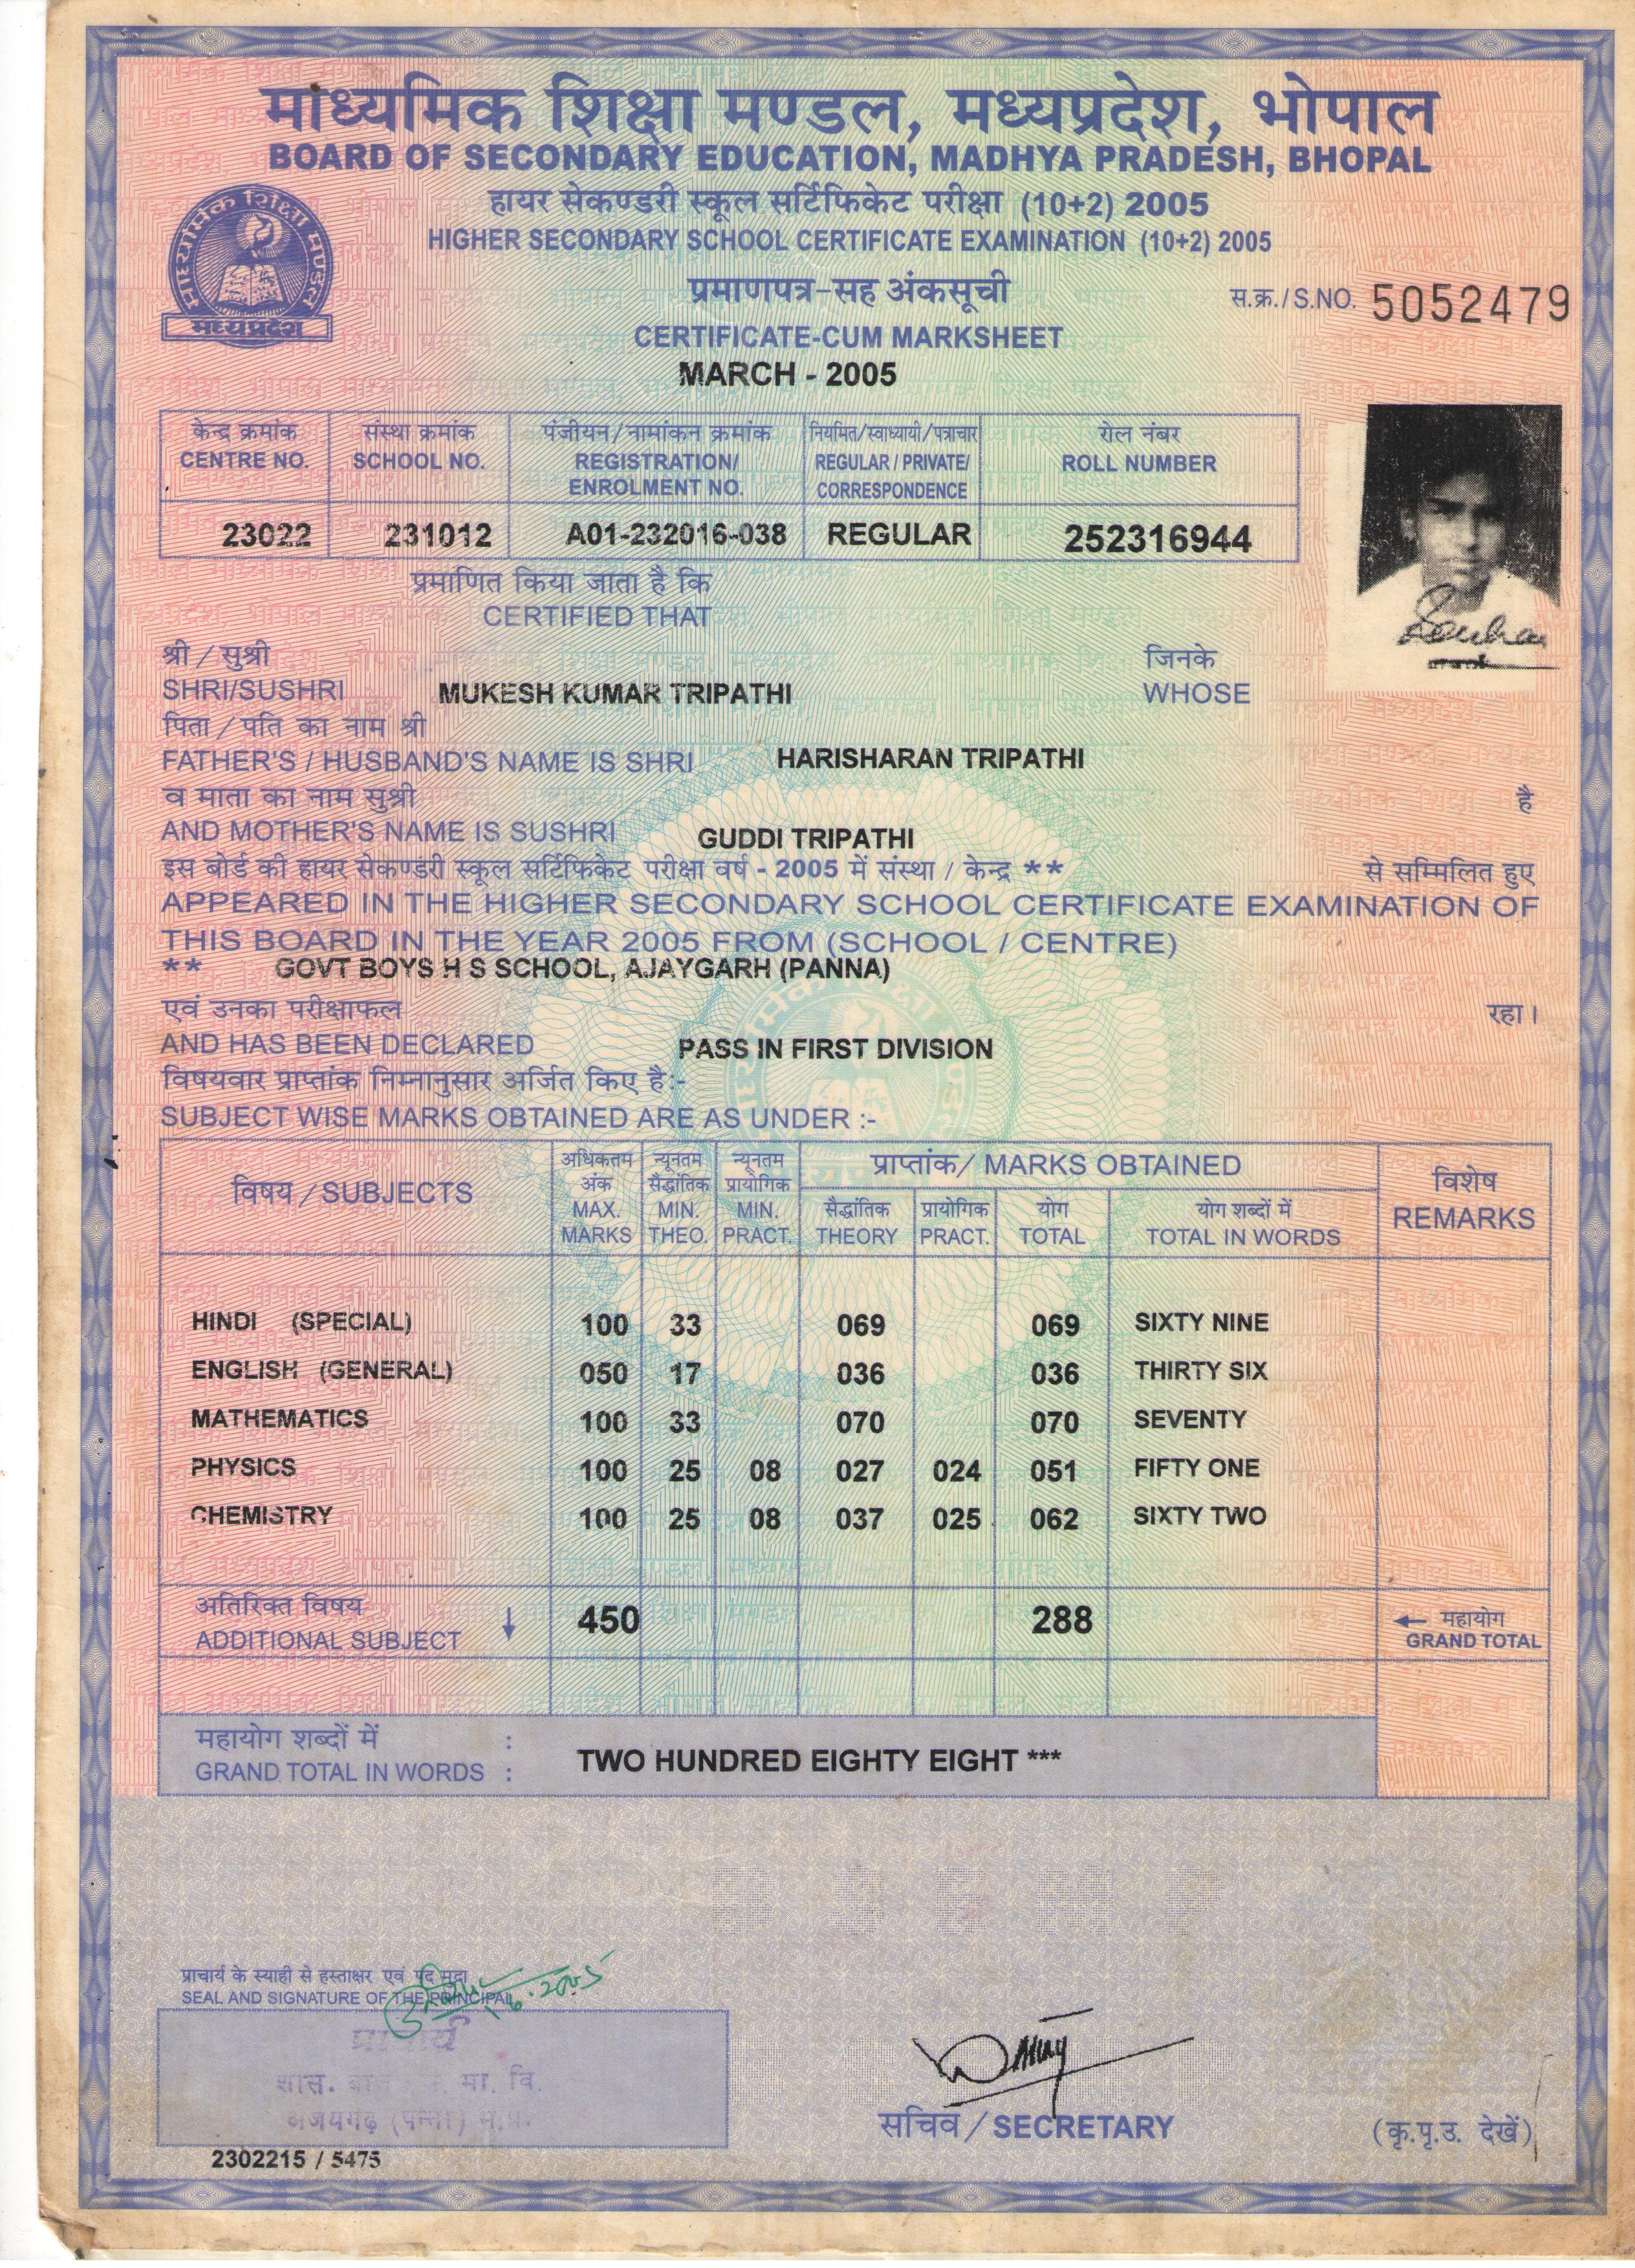 माध्यमिक शिक्षा मण्डल, मध्यप्रदेश, भोपाल
BOARD OF SECONDARY EDUCATION, MADHYA PRADESH, BHOPAL
हायर सेकण्डरी स्कूल सर्टिफिकेट परीक्षा (10+2) 2005
HIGHER SECONDARY SCHOOL CERTIFICATE EXAMINATION (10+2) 2005
माध्यमिक शिक्षा मण्डल
मध्यप्रदेश
प्रमाणपत्र-सह अंकसूची
स.क्र./S.NO. 5052479
CERTIFICATE-CUM MARKSHEET
MARCH - 2005
केन्द्र क्रमांक संस्था क्रमांक पंजीयन/नामांकन क्रमांक नियमित/स्वाध्यायी/पत्राचार रोल नंबर
CENTRE NO. SCHOOL NO. REGISTRATION/ REGULAR / PRIVATE/ ROLL NUMBER
ENROLMENT NO. CORRESPONDENCE
23022 231012 A01-232016-038 REGULAR 252316944
प्रमाणित किया जाता है कि
CERTIFIED THAT
श्री / सुश्री जिनके
SHRI/SUSHRI MUKESH KUMAR TRIPATHI WHOSE
पिता / पति का नाम श्री
FATHER'S / HUSBAND'S NAME IS SHRI HARISHARAN TRIPATHI
व माता का नाम सुश्री है
AND MOTHER'S NAME IS SUSHRI GUDDI TRIPATHI
इस बोर्ड की हायर सेकण्डरी स्कूल सर्टिफिकेट परीक्षा वर्ष - 2005 में संस्था / केन्द्र ** से सम्मिलित हुए
APPEARED IN THE HIGHER SECONDARY SCHOOL CERTIFICATE EXAMINATION OF
THIS BOARD IN THE YEAR 2005 FROM (SCHOOL / CENTRE)
** GOVT BOYS H S SCHOOL, AJAYGARH (PANNA)
एवं उनका परीक्षाफल रहा।
AND HAS BEEN DECLARED PASS IN FIRST DIVISION
विषयवार प्राप्तांक निम्नानुसार अर्जित किए है:-
SUBJECT WISE MARKS OBTAINED ARE AS UNDER :-
विषय / SUBJECTS अधिकतम न्यूनतम न्यूनतम प्राप्तांक/ MARKS OBTAINED विशेष
अंक सैद्धांतिक प्रायोगिक
MAX. MIN. MIN. सैद्धांतिक प्रायोगिक योग योग शब्दों में REMARKS
MARKS THEO. PRACT. THEORY PRACT. TOTAL TOTAL IN WORDS
HINDI (SPECIAL) 100 33 069 069 SIXTY NINE
ENGLISH (GENERAL) 050 17 036 036 THIRTY SIX
MATHEMATICS 100 33 070 070 SEVENTY
PHYSICS 100 25 08 027 024 051 FIFTY ONE
CHEMISTRY 100 25 08 037 025 062 SIXTY TWO
अतिरिक्त विषय 450 288 महायोग
ADDITIONAL SUBJECT GRAND TOTAL
महायोग शब्दों में :
GRAND TOTAL IN WORDS : TWO HUNDRED EIGHTY EIGHT ***
प्राचार्य के स्याही से हस्ताक्षर एवं पद मुद्रा
SEAL AND SIGNATURE OF THE PRINCIPAL
प्राचार्य
शास. मा. वि.
अजयगढ़ (पन्ना) म.प्र.
सचिव / SECRETARY (कृ.पृ.उ. देखें)
2302215 / 5475